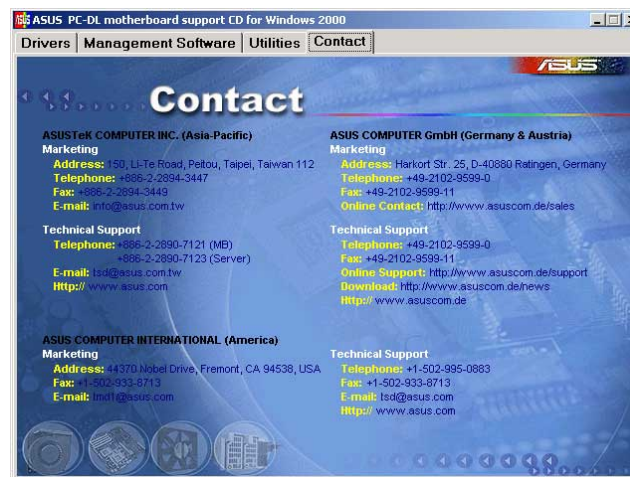 ASUS PC-DL motherboard support CD for Windows 2000
Drivers Management Software Utilities Contact
ASUS
Contact
ASUSTeK COMPUTER INC. (Asia-Pacific)
Marketing
Address: 150, Li-Te Road, Peitou, Taipei, Taiwan 112
Telephone: +886-2-2894-3447
Fax: +886-2-2894-3449
E-mail: info@asus.com.tw
Technical Support
Telephone: +886-2-2890-7121 (MB)
+886-2-2890-7123 (Server)
E-mail: tsd@asus.com.tw
Http:// www.asus.com
ASUS COMPUTER GmbH (Germany & Austria)
Marketing
Address: Harkort Str. 25, D-40880 Ratingen, Germany
Telephone: +49-2102-9599-0
Fax: +49-2102-9599-11
Online Contact: http://www.asuscom.de/sales
Technical Support
Telephone: +49-2102-9599-0
Fax: +49-2102-9599-11
Online Support: http://www.asuscom.de/support
Download: http://www.asuscom.de/news
Http:// www.asuscom.de
ASUS COMPUTER INTERNATIONAL (America)
Marketing
Address: 44370 Nobel Drive, Fremont, CA 94538, USA
Fax: +1-502-933-8713
E-mail: tmd1@asus.com
Technical Support
Telephone: +1-502-995-0883
Fax: +1-502-933-8713
E-mail: tsd@asus.com
Http:// www.asus.com